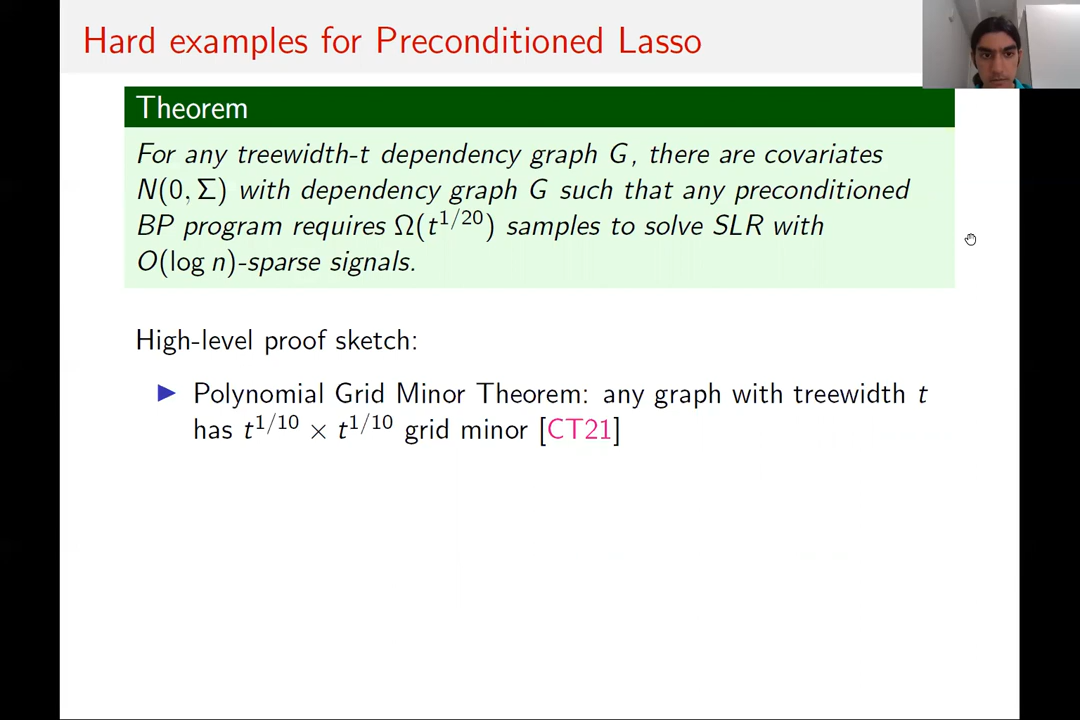 Hard examples for Preconditioned Lasso
Theorem
For any treewidth-t dependency graph G, there are covariates
N(0, Σ) with dependency graph G such that any preconditioned
BP program requires Ω(t^{1/20}) samples to solve SLR with
O(log n)-sparse signals.
High-level proof sketch:
▶ Polynomial Grid Minor Theorem: any graph with treewidth t
has t^{1/10} × t^{1/10} grid minor [CT21]